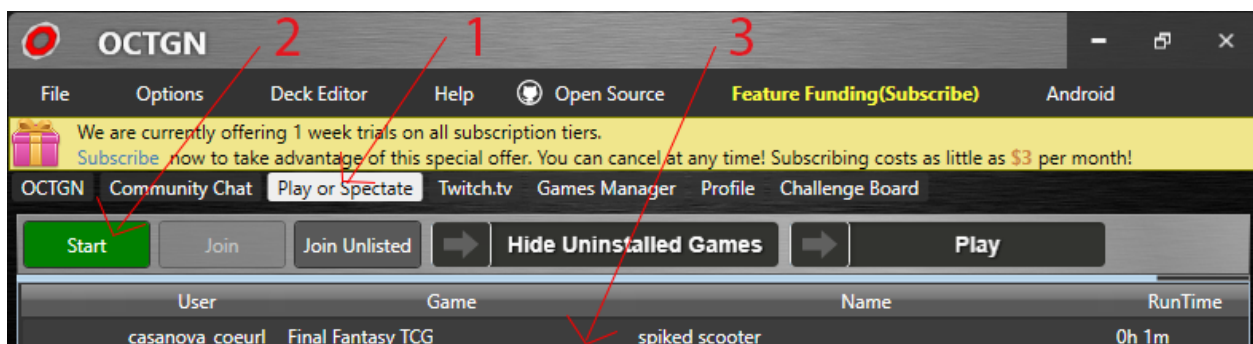 OCTGN 2 1 3
File Options Deck Editor Help Open Source Feature Funding(Subscribe) Android
We are currently offering 1 week trials on all subscription tiers.
Subscribe now to take advantage of this special offer. You can cancel at any time! Subscribing costs as little as $3 per month!
OCTGN Community Chat Play or Spectate Twitch.tv Games Manager Profile Challenge Board
Start Join Join Unlisted Hide Uninstalled Games Play
User Game Name RunTime
casanova_coeurl Final Fantasy TCG spiked scooter 0h 1m